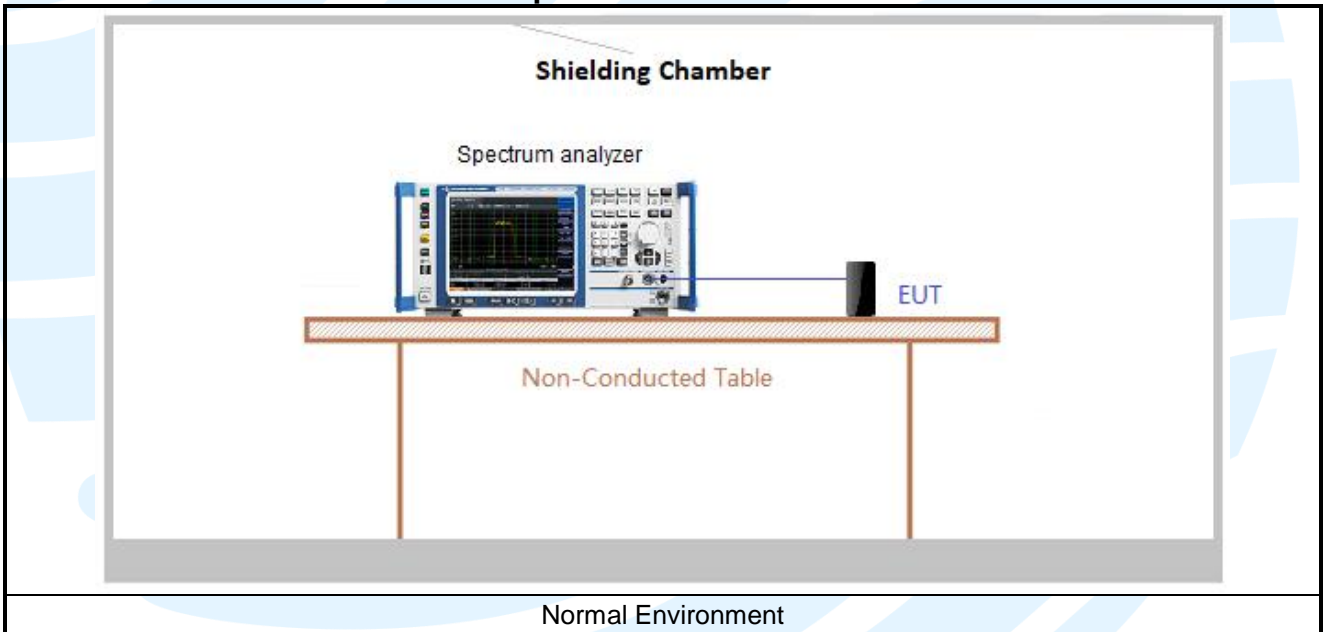 Shielding Chamber
Spectrum analyzer
EUT
Non-Conducted Table
Normal Environment